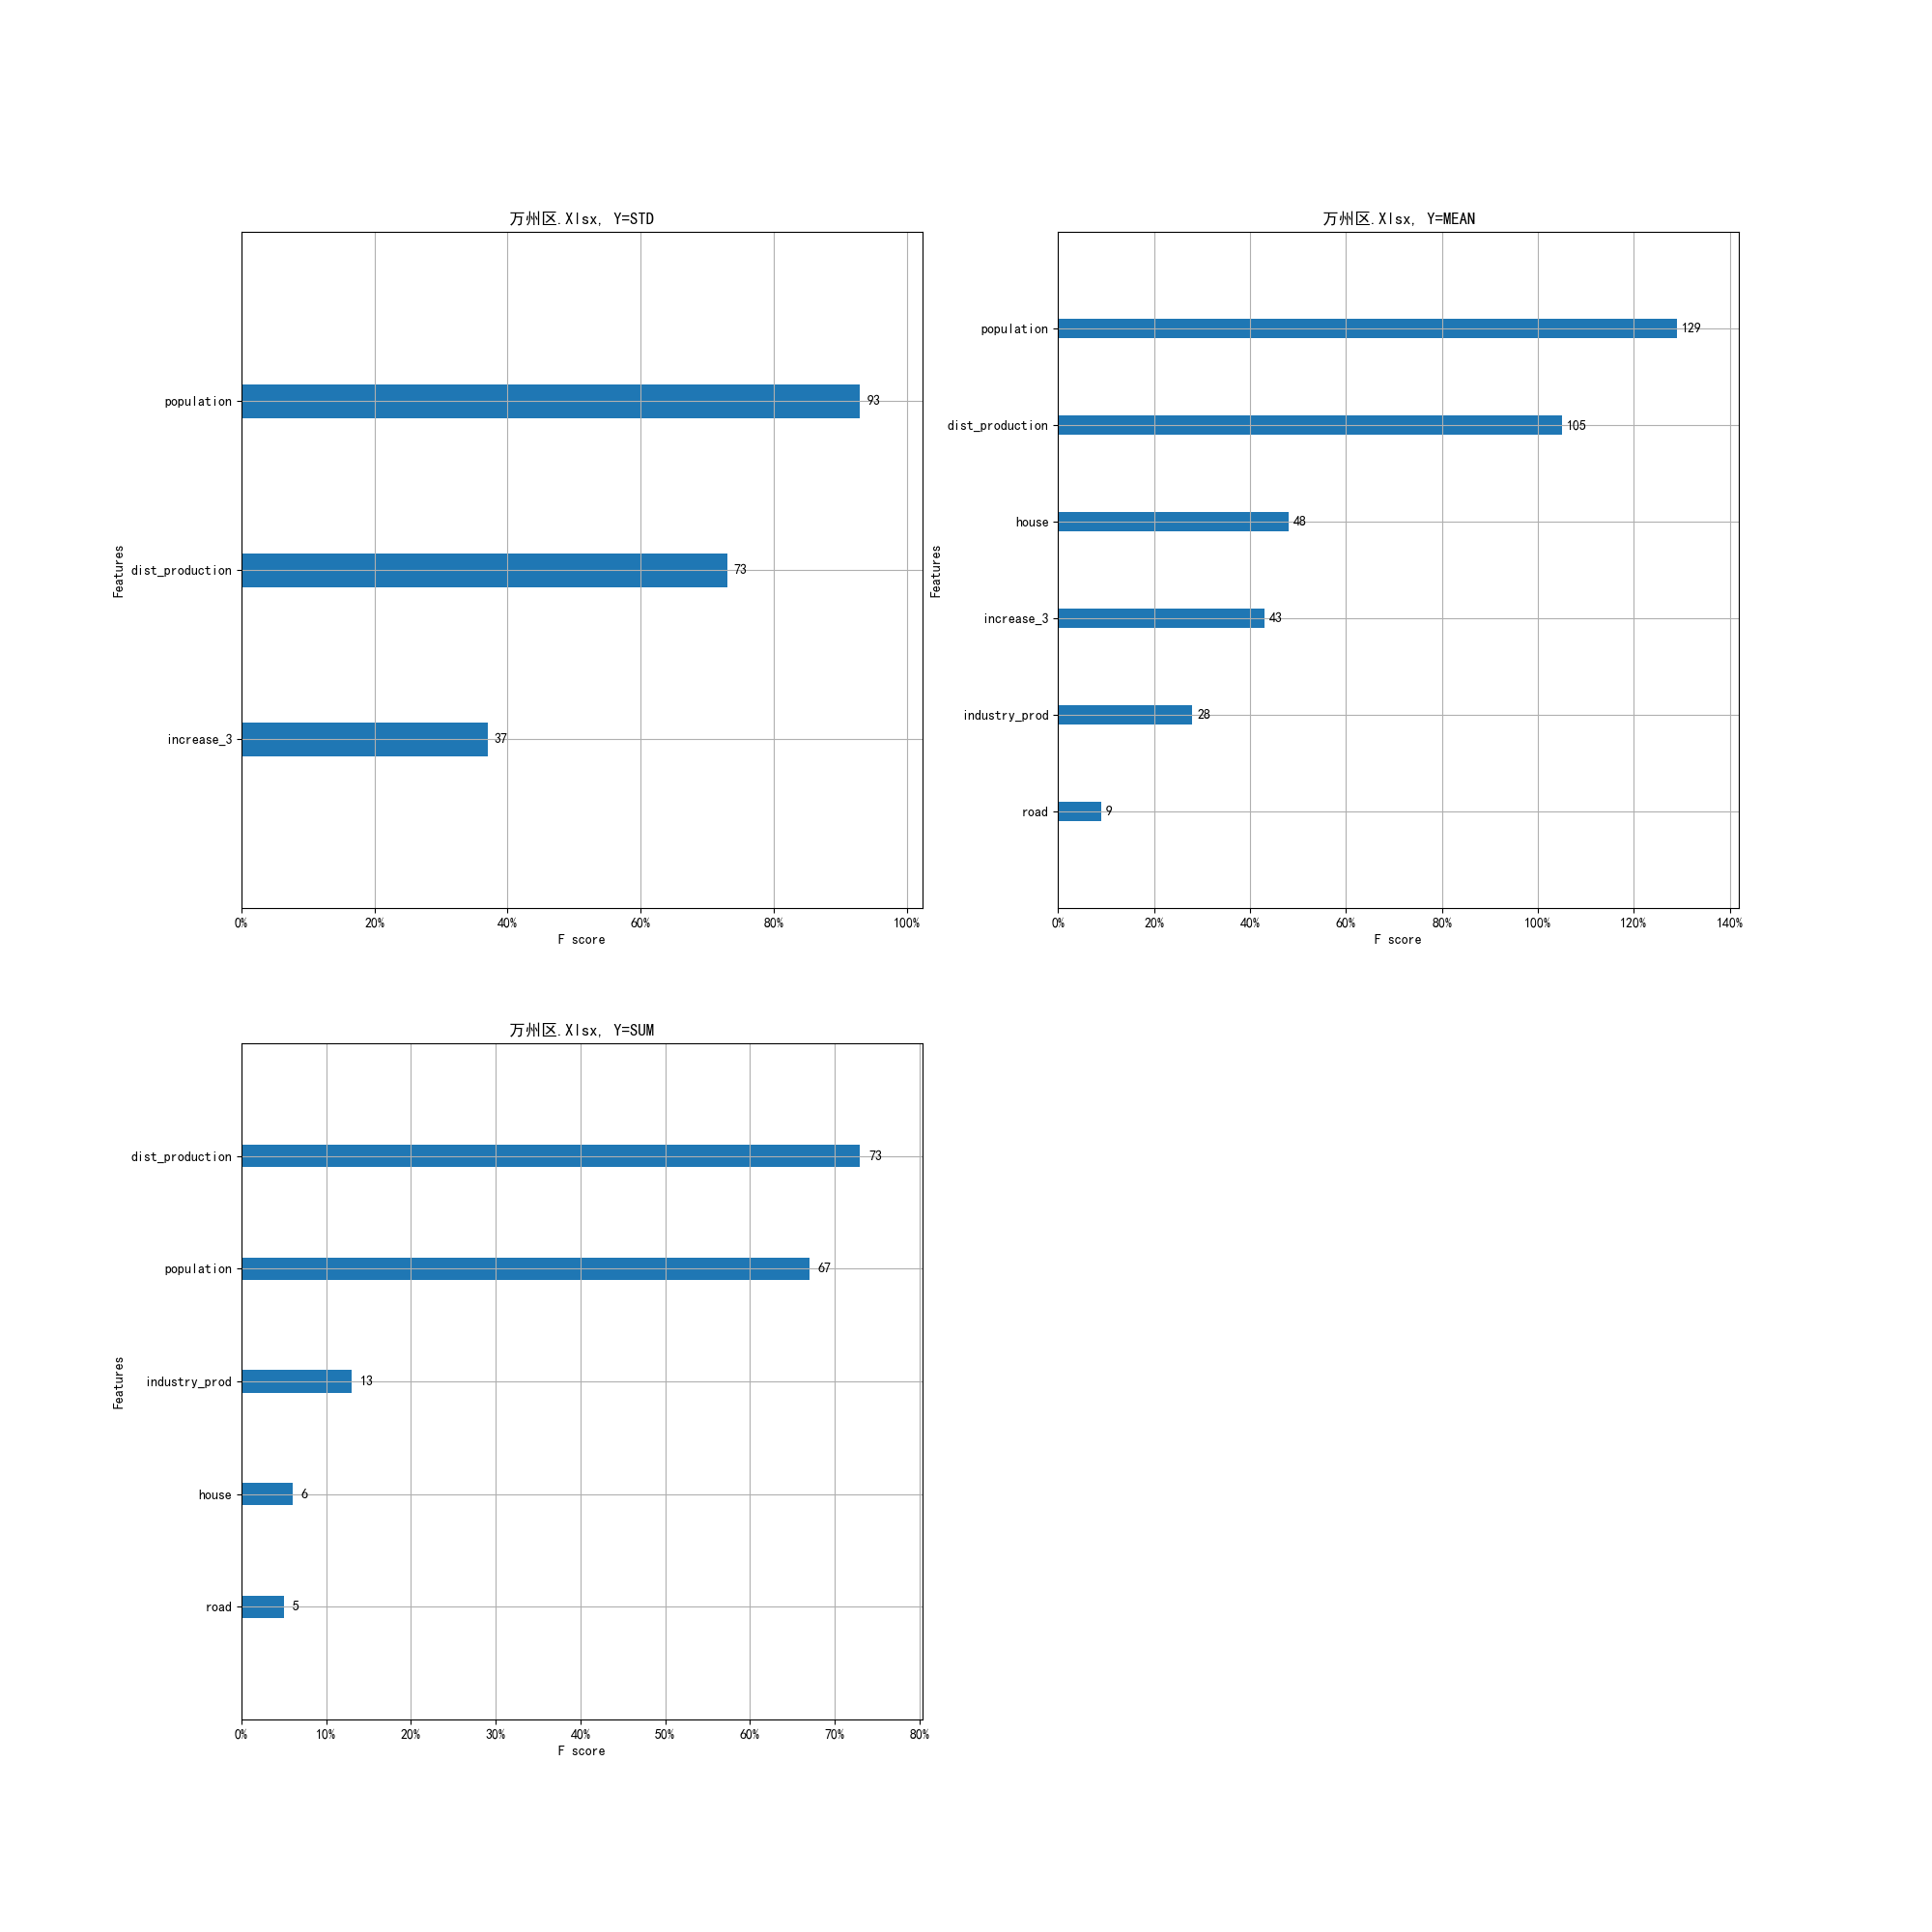 万州区.Xlsx, Y=STD
Features
population
93
dist_production
73
increase_3
37
0% 20% 40% 60% 80% 100%
F score
万州区.Xlsx, Y=MEAN
Features
population
129
dist_production
105
house
48
increase_3
43
industry_prod
28
road
9
0% 20% 40% 60% 80% 100% 120% 140%
F score
万州区.Xlsx, Y=SUM
Features
dist_production
73
population
67
industry_prod
13
house
6
road
5
0% 10% 20% 30% 40% 50% 60% 70% 80%
F score